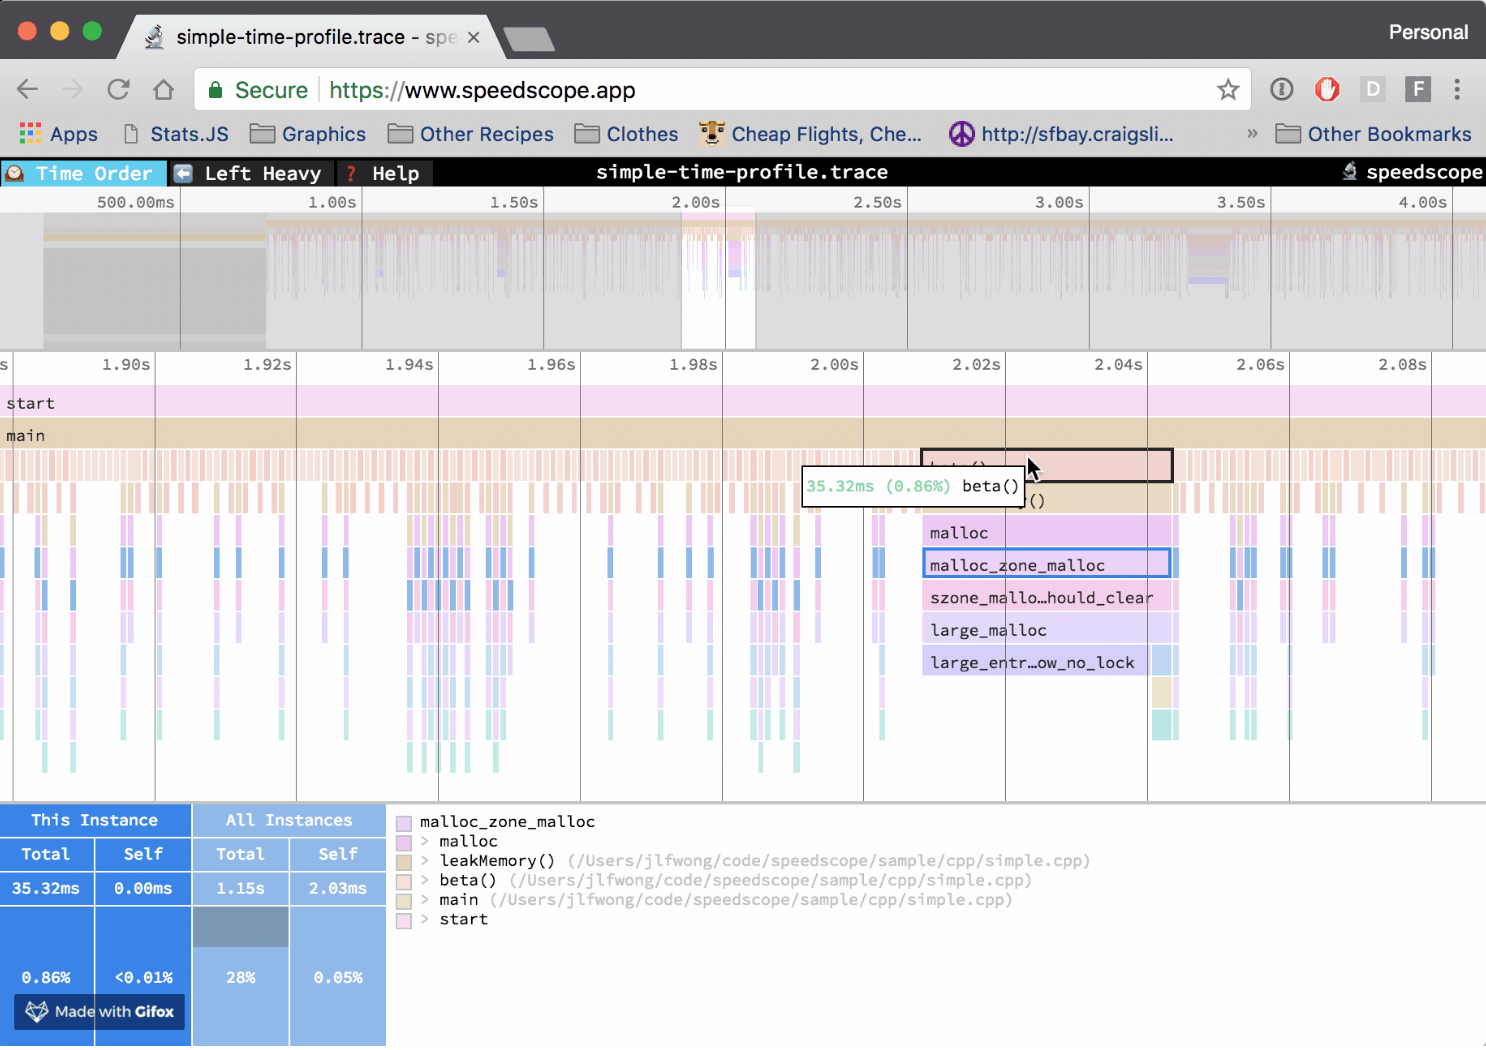 simple-time-profile.trace - spe
Personal
Secure https://www.speedscope.app
D
F
Apps Stats.JS Graphics Other Recipes Clothes Cheap Flights, Che... http://sfbay.craigsli... » Other Bookmarks
Time Order Left Heavy ? Help simple-time-profile.trace speedscope
500.00ms 1.00s 1.50s 2.00s 2.50s 3.00s 3.50s 4.00s
s 1.90s 1.92s 1.94s 1.96s 1.98s 2.00s 2.02s 2.04s 2.06s 2.08s
start
main
35.32ms (0.86%) beta()
()
malloc
malloc_zone_malloc
szone_mallo…hould_clear
large_malloc
large_entr…ow_no_lock
This Instance All Instances
Total Self Total Self
35.32ms 0.00ms 1.15s 2.03ms
0.86% <0.01% 28% 0.05%
Made with Gifox
malloc_zone_malloc
> malloc
> leakMemory() (/Users/jlfwong/code/speedscope/sample/cpp/simple.cpp)
> beta() (/Users/jlfwong/code/speedscope/sample/cpp/simple.cpp)
> main (/Users/jlfwong/code/speedscope/sample/cpp/simple.cpp)
> start